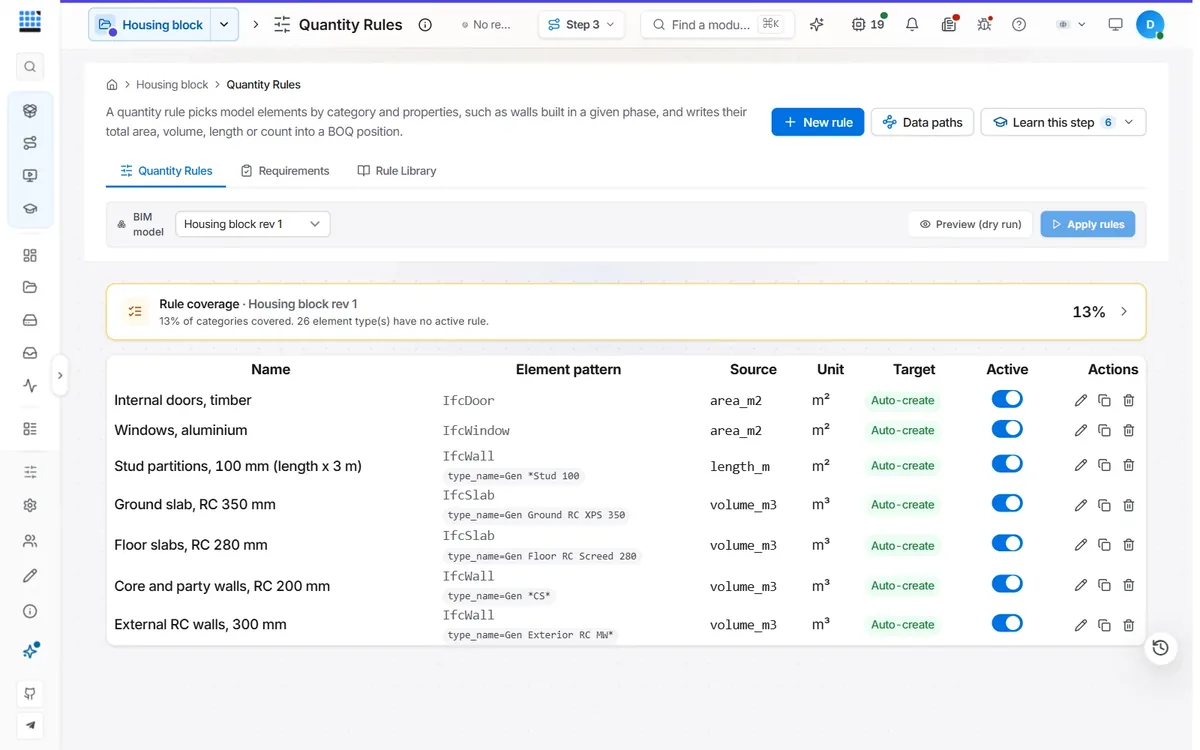 Housing block
Quantity Rules
No re...
Step 3
Find a modu...
⌘K
19
D
Housing block
Quantity Rules
A quantity rule picks model elements by category and properties, such as walls built in a given phase, and writes their
total area, volume, length or count into a BOQ position.
New rule
Data paths
Learn this step 6
Quantity Rules
Requirements
Rule Library
BIM
model
Housing block rev 1
Preview (dry run)
Apply rules
Rule coverage · Housing block rev 1
13% of categories covered. 26 element type(s) have no active rule.
13%
Name Element pattern Source Unit Target Active Actions
Internal doors, timber IfcDoor area_m2 m² Auto-create
Windows, aluminium IfcWindow area_m2 m² Auto-create
Stud partitions, 100 mm (length x 3 m) IfcWall length_m m² Auto-create
type_name=Gen *Stud 100
Ground slab, RC 350 mm IfcSlab volume_m3 m³ Auto-create
type_name=Gen Ground RC XPS 350
Floor slabs, RC 280 mm IfcSlab volume_m3 m³ Auto-create
type_name=Gen Floor RC Screed 280
Core and party walls, RC 200 mm IfcWall volume_m3 m³ Auto-create
type_name=Gen *CS*
External RC walls, 300 mm IfcWall volume_m3 m³ Auto-create
type_name=Gen Exterior RC MW*